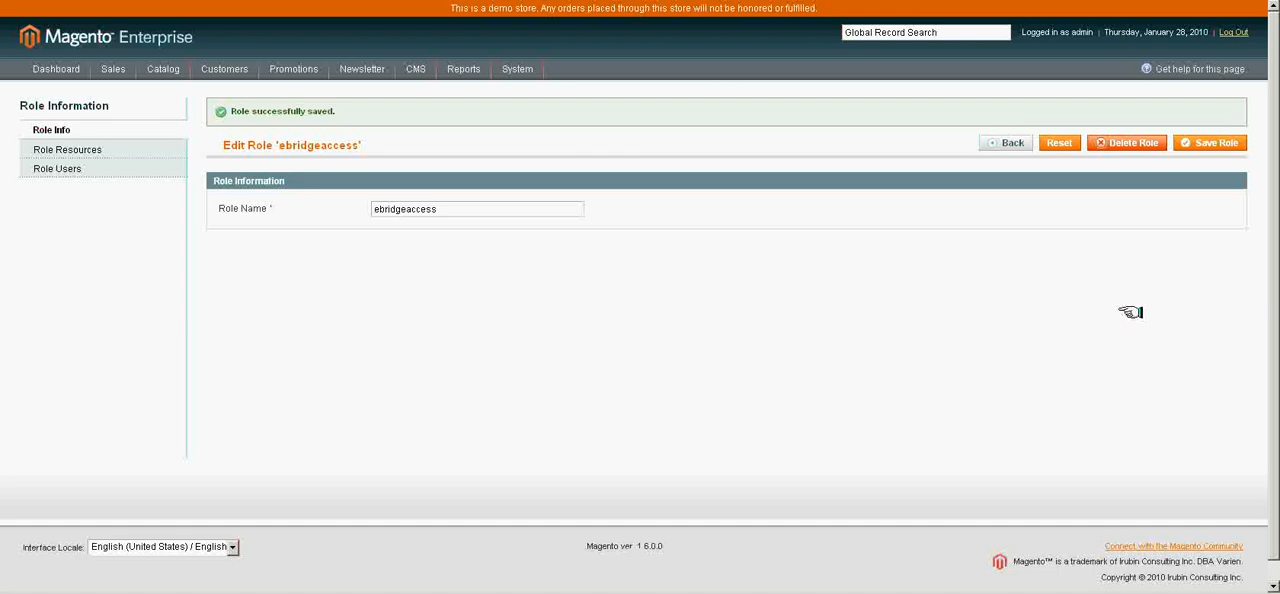 This is a demo store. Any orders placed through this store will not be honored or fulfilled.
Magento Enterprise
Global Record Search
Logged in as admin | Thursday, January 28, 2010 | Log Out
Dashboard Sales Catalog Customers Promotions Newsletter CMS Reports System
Get help for this page
Role Information
Role Info
Role Resources
Role Users
Role successfully saved.
Edit Role 'ebridgeaccess'
Back Reset Delete Role Save Role
Role Information
Role Name * ebridgeaccess
Interface Locale: English (United States) / English
Magento ver 1 6.0.0
Connect with the Magento Community
Magento™ is a trademark of Irubin Consulting Inc. DBA Varien.
Copyright © 2010 Irubin Consulting Inc.